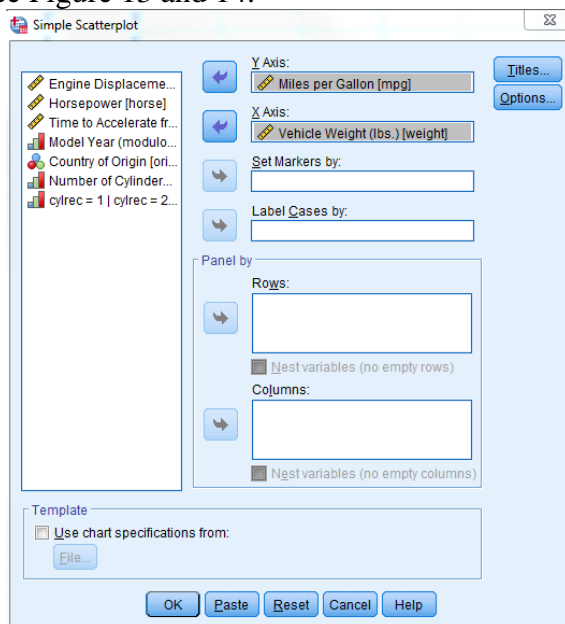 ee Figure 13 and 14.
Simple Scatterplot
Engine Displaceme...
Horsepower [horse]
Time to Accelerate fr...
Model Year (modulo...
Country of Origin [ori...
Number of Cylinder...
cylrec = 1 | cylrec = 2...
Y Axis:
Miles per Gallon [mpg]
X Axis:
Vehicle Weight (lbs.) [weight]
Set Markers by:
Label Cases by:
Titles...
Options...
Panel by
Rows:
Nest variables (no empty rows)
Columns:
Nest variables (no empty columns)
Template
Use chart specifications from:
File...
OK Paste Reset Cancel Help